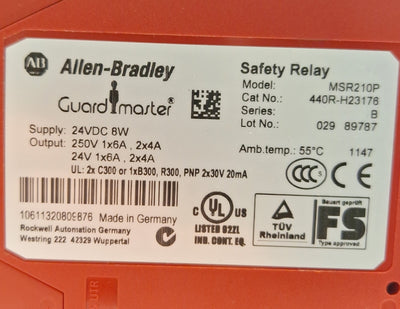 AB Allen-Bradley
Guardmaster®
Safety Relay
Model: MSR210P
Cat No.: 440R-H23176
Series: B
Lot No.: 029 89787
Supply: 24VDC 8W
Output: 250V 1x6A , 2x4A
24V 1x6A , 2x4A
UL: 2x C300 or 1xB300, R300, PNP 2x30V 20mA
Amb.temp.: 55°C 1147
Made in Germany
Rockwell Automation Germany
Westring 222 42329 Wuppertal
C UL US
LISTED 02ZL
IND. CONT. EQ.
TÜV
Rheinland
CCC
Bauart geprüft
FS
Type approved